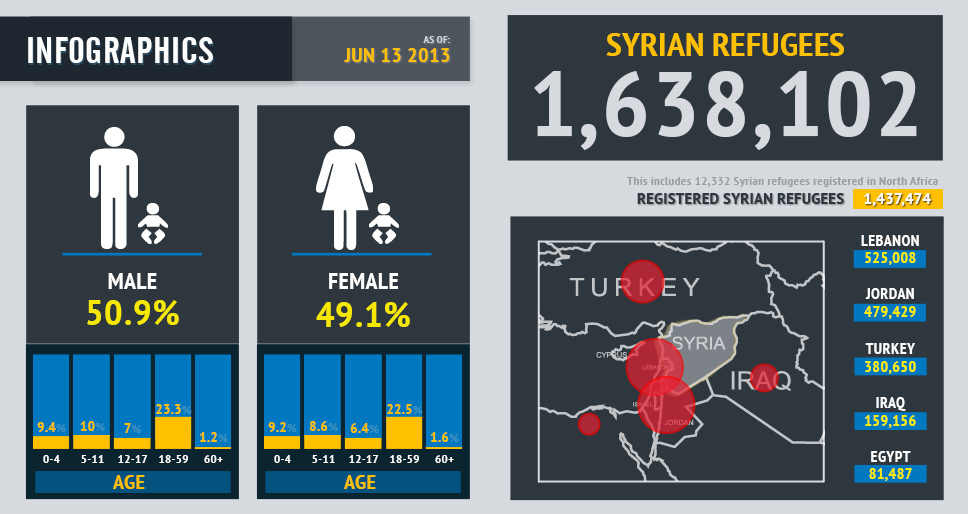 INFOGRAPHICS
AS OF:
JUN 13 2013
MALE
50.9%
9.4%
10%
7%
23.3%
1.2%
0-4
5-11
12-17
18-59
60+
AGE
FEMALE
49.1%
9.2%
8.6%
6.4%
22.5%
1.6%
0-4
5-11
12-17
18-59
60+
AGE
SYRIAN REFUGEES
1,638,102
This includes 12,332 Syrian refugees registered in North Africa
REGISTERED SYRIAN REFUGEES 1,437,474
TURKEY
SYRIA
CYPRUS
LEBANON
IRAQ
ISRAEL
JORDAN
LEBANON
525,008
JORDAN
479,429
TURKEY
380,650
IRAQ
159,156
EGYPT
81,487